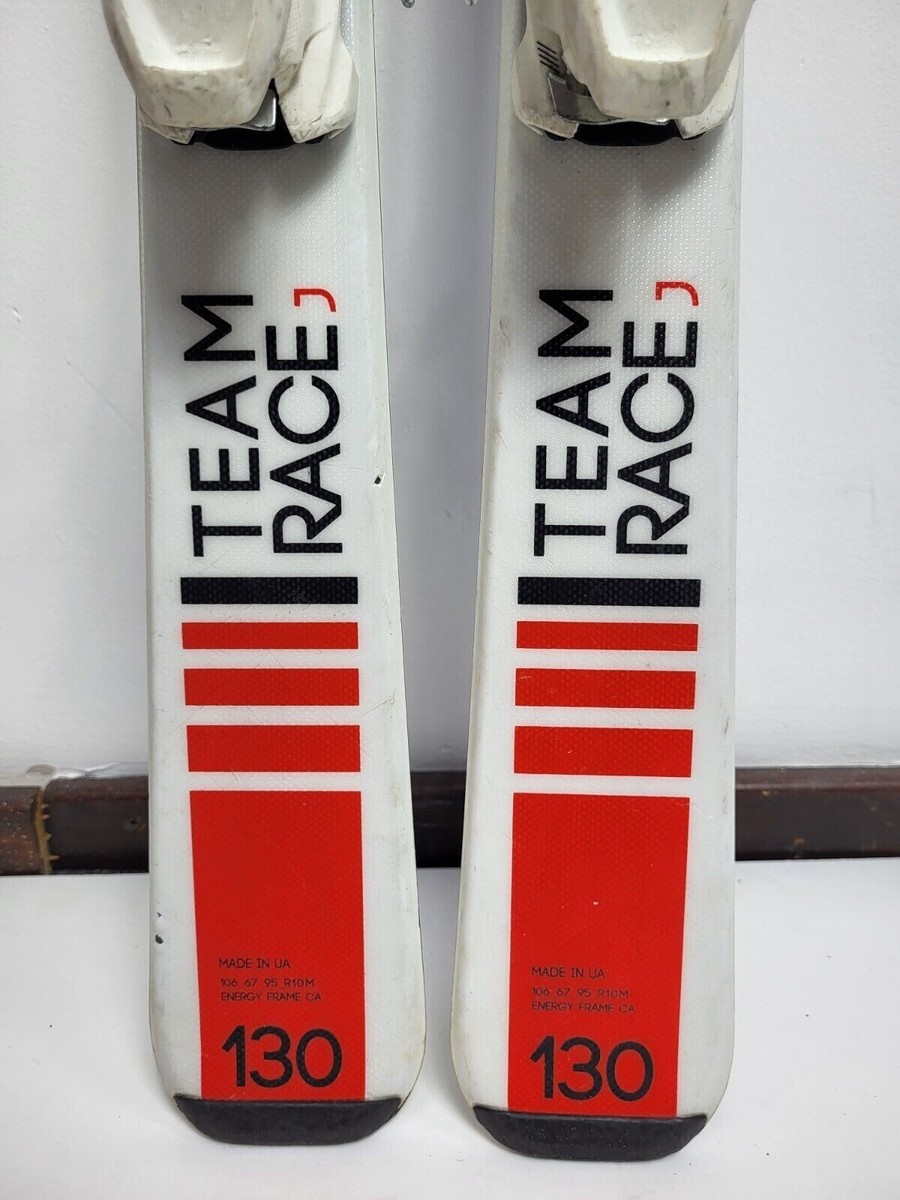 TEAM
RACE J
MADE IN UA
106 67 95 R10M
ENERGY FRAME CA
130
TEAM
RACE J
MADE IN UA
106 67 95 R10M
ENERGY FRAME CA
130